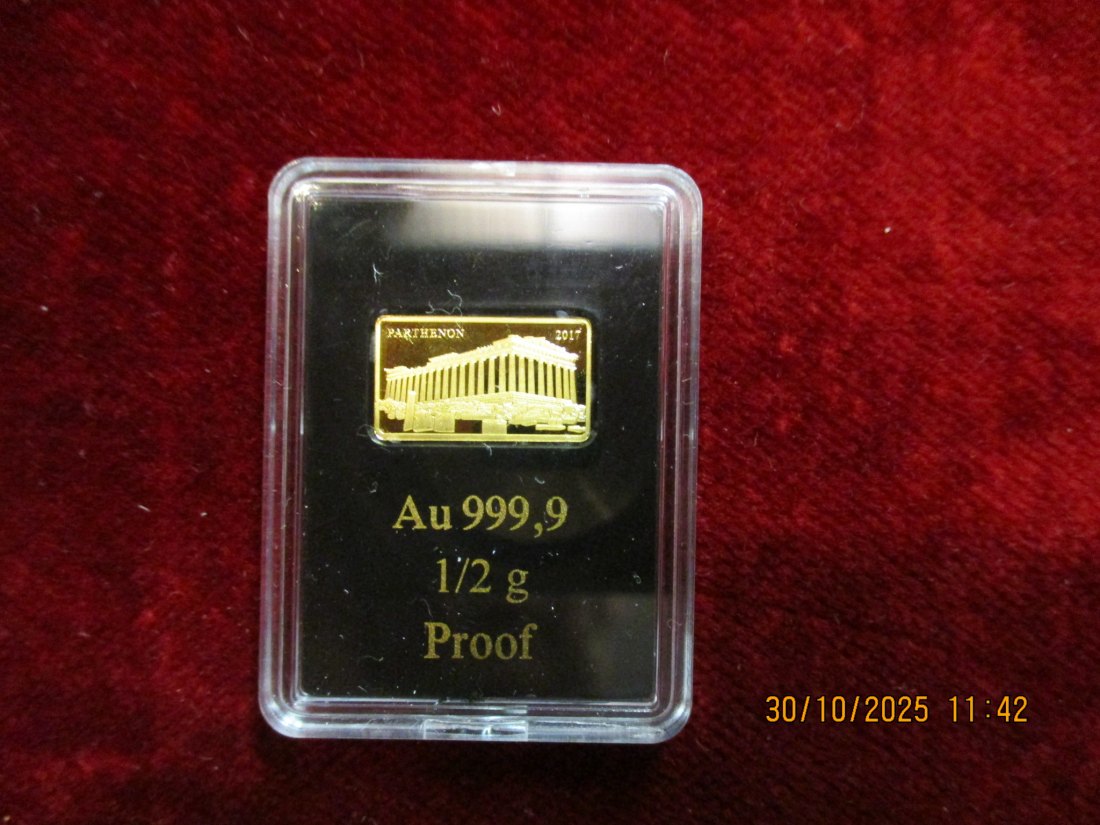 PARTHENON 2017
Au 999,9
1/2 g
Proof
30/10/2025 11:42